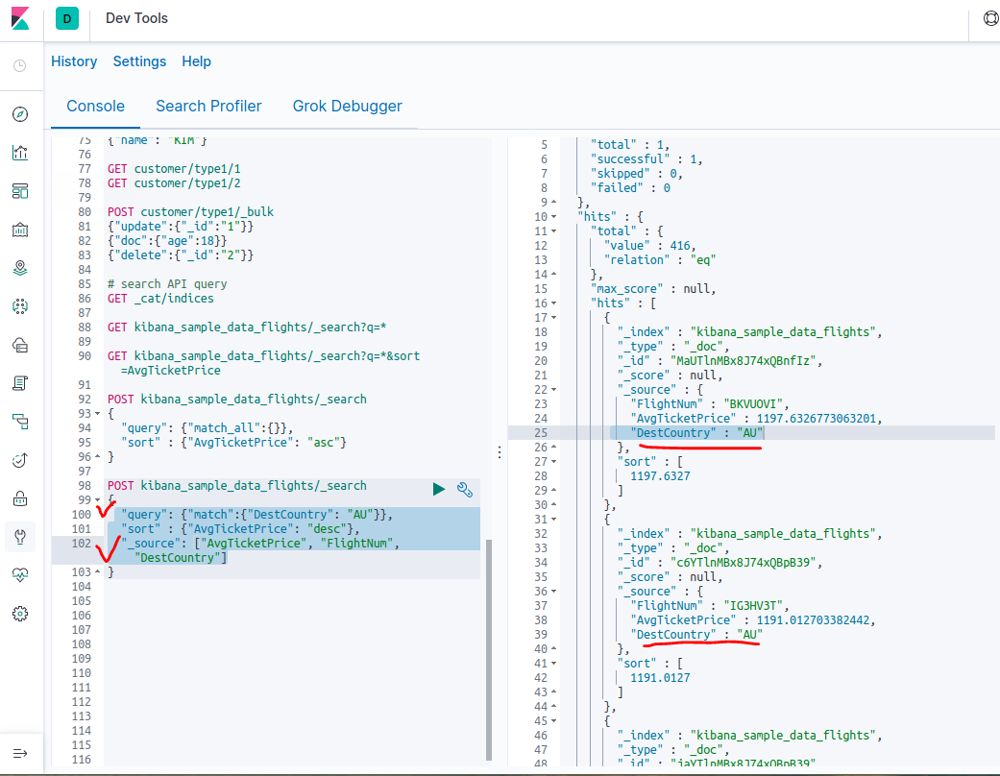 D
Dev Tools
History Settings Help
Console Search Profiler Grok Debugger
75 {"name": "KIM"}
76
77 GET customer/type1/1
78 GET customer/type1/2
79
80 POST customer/type1/_bulk
81 {"update":{"_id":"1"}}
82 {"doc":{"age":18}}
83 {"delete":{"_id":"2"}}
84
85 # search API query
86 GET _cat/indices
87
88 GET kibana_sample_data_flights/_search?q=*
89
90 GET kibana_sample_data_flights/_search?q=*&sort
=AvgTicketPrice
91
92 POST kibana_sample_data_flights/_search
93 {
94 "query": {"match_all":{}},
95 "sort" : {"AvgTicketPrice": "asc"}
96 }
97
98 POST kibana_sample_data_flights/_search
99 {
100 "query": {"match":{"DestCountry": "AU"}},
101 "sort" : {"AvgTicketPrice": "desc"},
102 "_source": ["AvgTicketPrice", "FlightNum",
"DestCountry"]
103 }
104
105
106
107
108
109
110
111
112
113
114
115
116
5 "total" : 1,
6 "successful" : 1,
7 "skipped" : 0,
8 "failed" : 0
9 },
10 "hits" : {
11 "total" : {
12 "value" : 416,
13 "relation" : "eq"
14 },
15 "max_score" : null,
16 "hits" : [
17 {
18 "_index" : "kibana_sample_data_flights",
19 "_type" : "_doc",
20 "_id" : "MaUTlnMBx8J74xQBnfIz",
21 "_score" : null,
22 "_source" : {
23 "FlightNum" : "BKVUOVI",
24 "AvgTicketPrice" : 1197.6326773063201,
25 "DestCountry" : "AU"
26 },
27 "sort" : [
28 1197.6327
29 ]
30 },
31 {
32 "_index" : "kibana_sample_data_flights",
33 "_type" : "_doc",
34 "_id" : "c6YTlnMBx8J74xQBpB39",
35 "_score" : null,
36 "_source" : {
37 "FlightNum" : "IG3HV3T",
38 "AvgTicketPrice" : 1191.012703382442,
39 "DestCountry" : "AU"
40 },
41 "sort" : [
42 1191.0127
43 ]
44 },
45 {
46 "_index" : "kibana_sample_data_flights",
47 "_type" : "_doc",
48 "_id" : "jaYTlnMBx8J74xQBpB39"